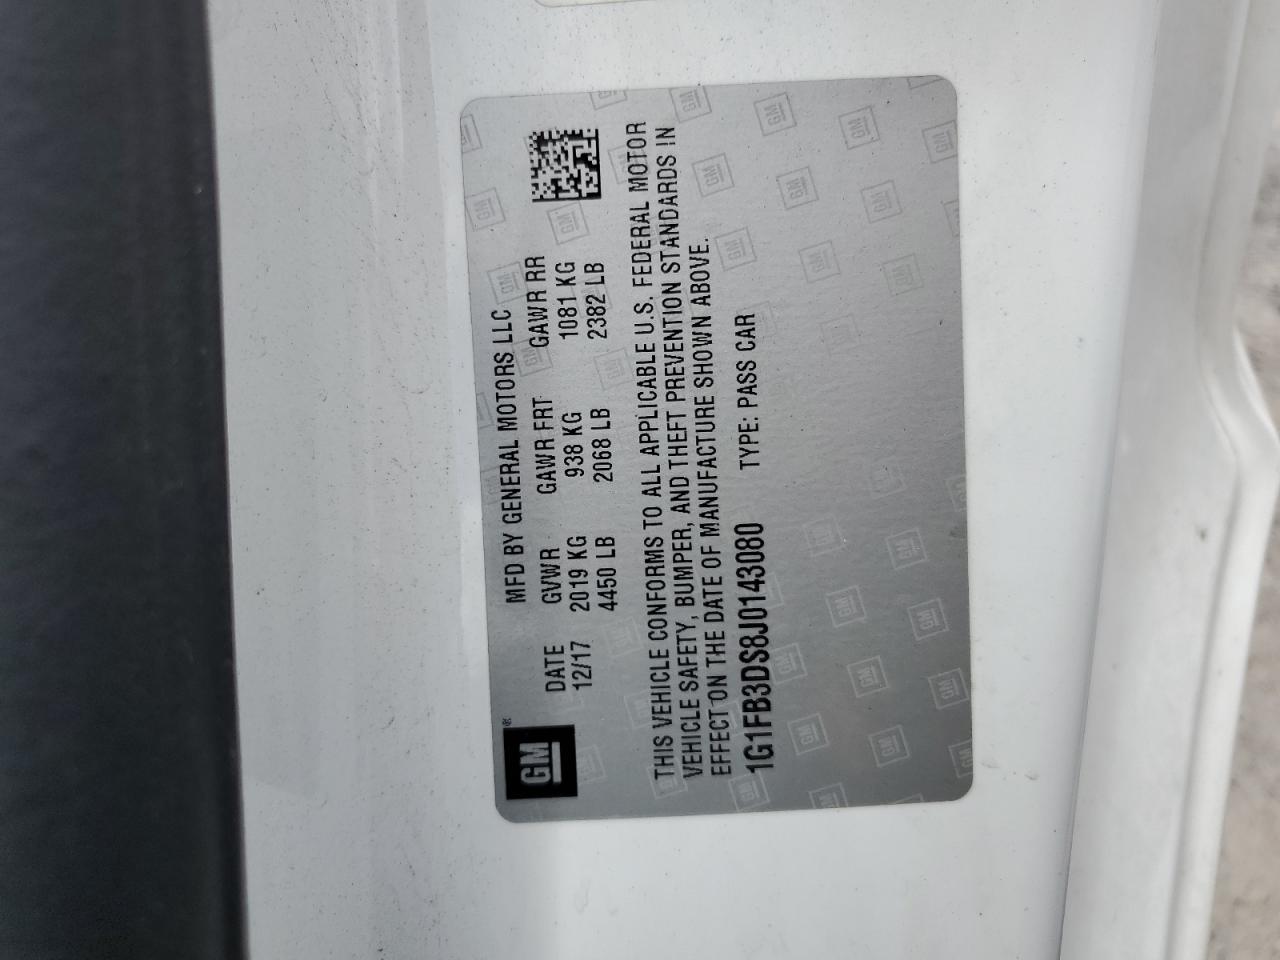 GM
MFD BY GENERAL MOTORS LLC
DATE GVWR GAWR FRT GAWR RR
12/17 2019 KG 938 KG 1081 KG
4450 LB 2068 LB 2382 LB
THIS VEHICLE CONFORMS TO ALL APPLICABLE U.S. FEDERAL MOTOR
VEHICLE SAFETY, BUMPER, AND THEFT PREVENTION STANDARDS IN
EFFECT ON THE DATE OF MANUFACTURE SHOWN ABOVE.
1G1FB3DS8J0143080 TYPE: PASS CAR